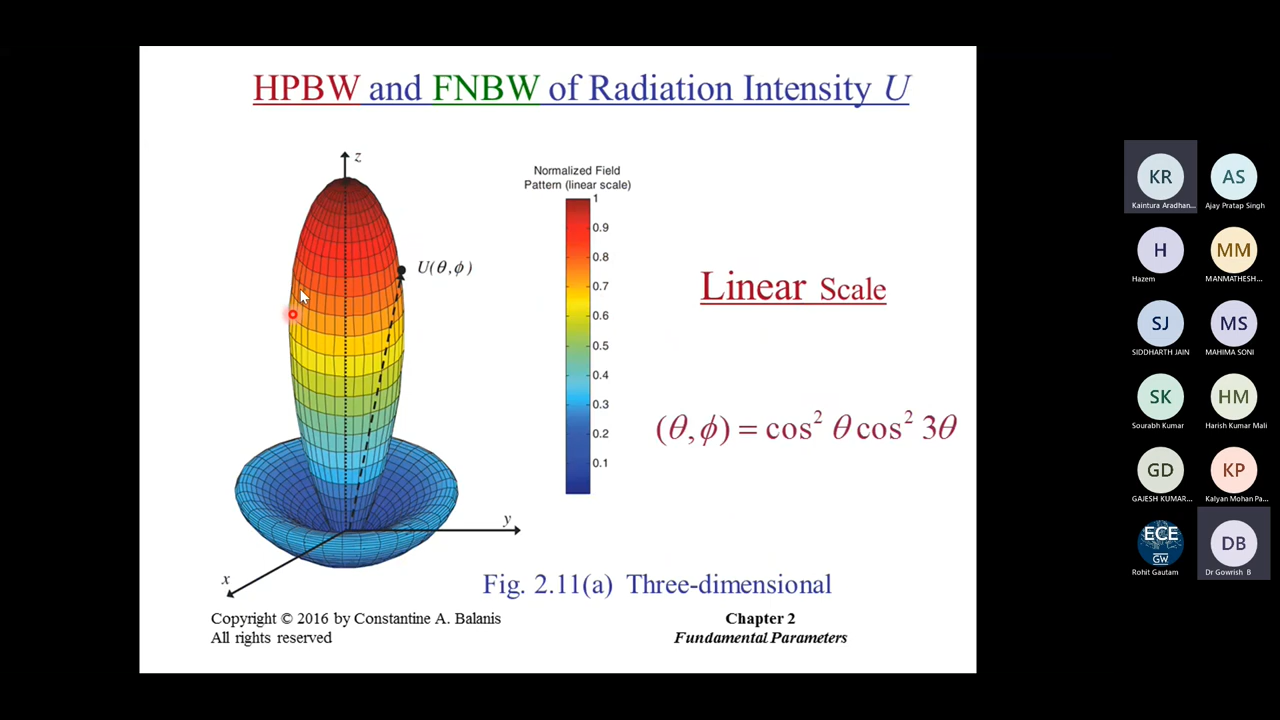 HPBW and FNBW of Radiation Intensity U
z
Normalized Field
Pattern (linear scale)
1
0.9
0.8
0.7
0.6
0.5
0.4
0.3
0.2
0.1
U(θ,ϕ)
Linear Scale
(θ,ϕ) = cos² θ cos² 3θ
y
x
Fig. 2.11(a) Three-dimensional
Copyright © 2016 by Constantine A. Balanis
All rights reserved
Chapter 2
Fundamental Parameters
KR
Kaintura Aradhan...
AS
Ajay Pratap Singh
H
Hazem
MM
MANMATHESH...
SJ
SIDDHARTH JAIN
MS
MAHIMA SONI
SK
Sourabh Kumar
HM
Harish Kumar Mali
GD
GAJESH KUMAR...
KP
Kalyan Mohan Pa...
ECE
GW
Rohit Gautam
DB
Dr Gowrish B